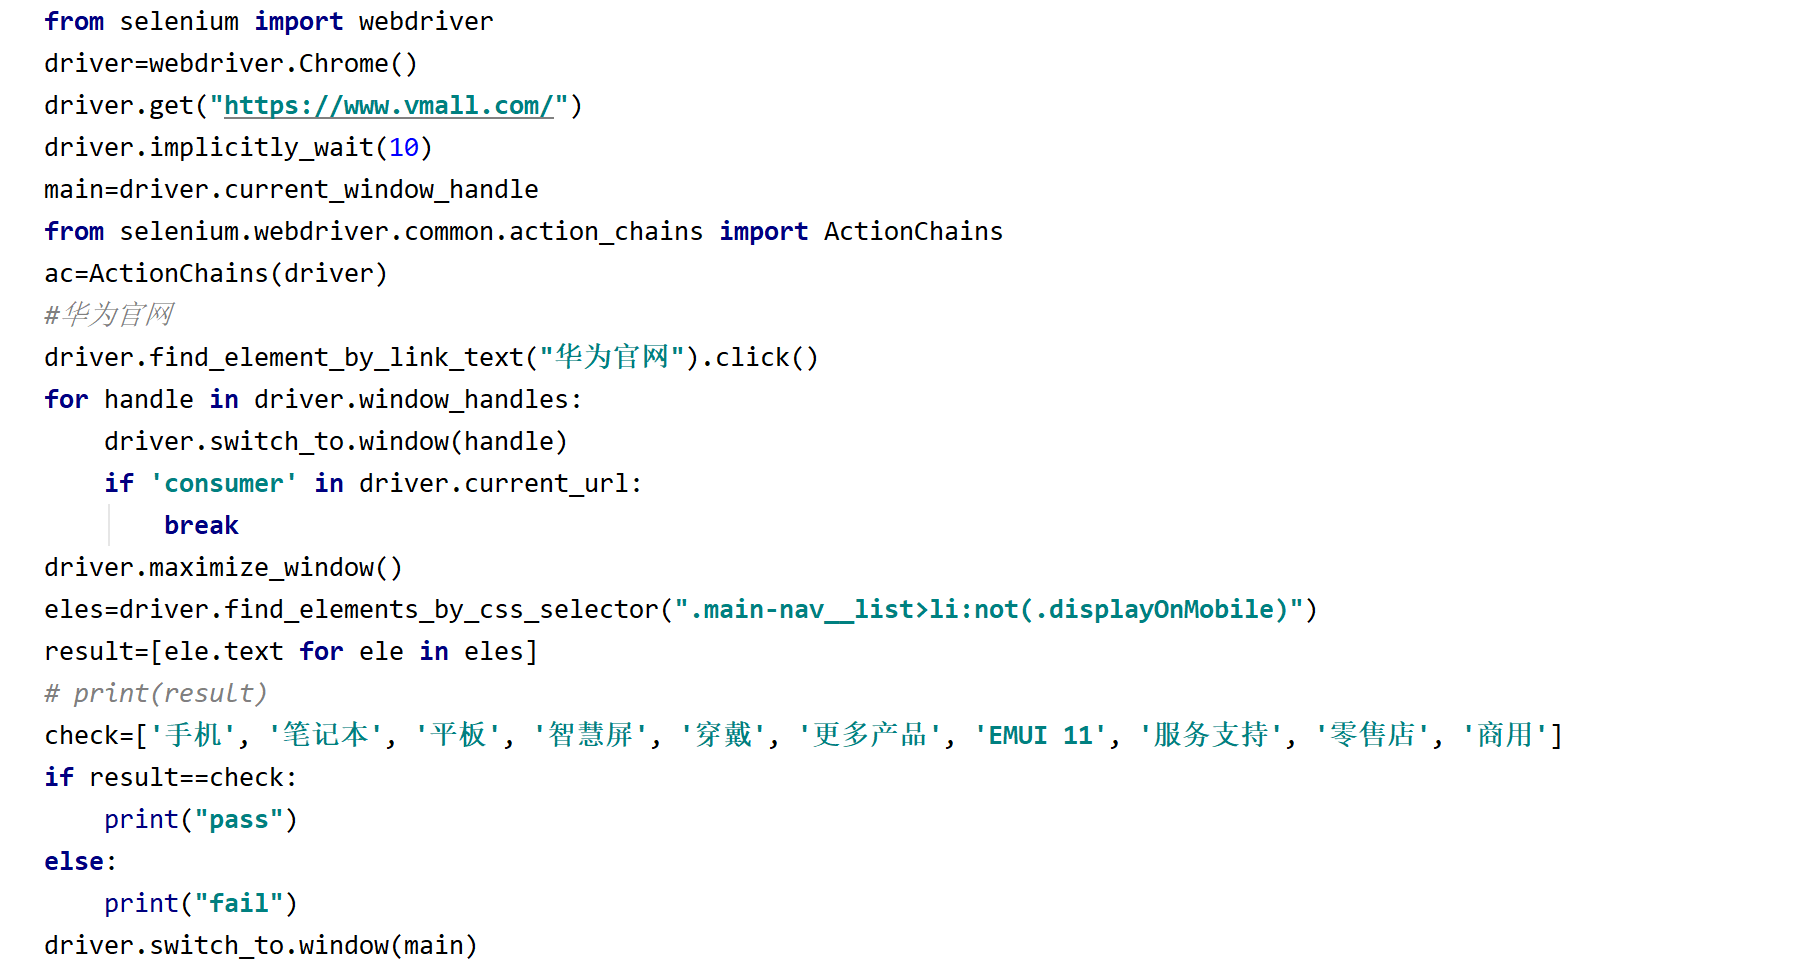 from selenium import webdriver
driver=webdriver.Chrome()
driver.get("https://www.vmall.com/")
driver.implicitly_wait(10)
main=driver.current_window_handle
from selenium.webdriver.common.action_chains import ActionChains
ac=ActionChains(driver)
#华为官网
driver.find_element_by_link_text("华为官网").click()
for handle in driver.window_handles:
    driver.switch_to.window(handle)
    if 'consumer' in driver.current_url:
        break
driver.maximize_window()
eles=driver.find_elements_by_css_selector(".main-nav__list>li:not(.displayOnMobile)")
result=[ele.text for ele in eles]
# print(result)
check=['手机', '笔记本', '平板', '智慧屏', '穿戴', '更多产品', 'EMUI 11', '服务支持', '零售店', '商用']
if result==check:
    print("pass")
else:
    print("fail")
driver.switch_to.window(main)